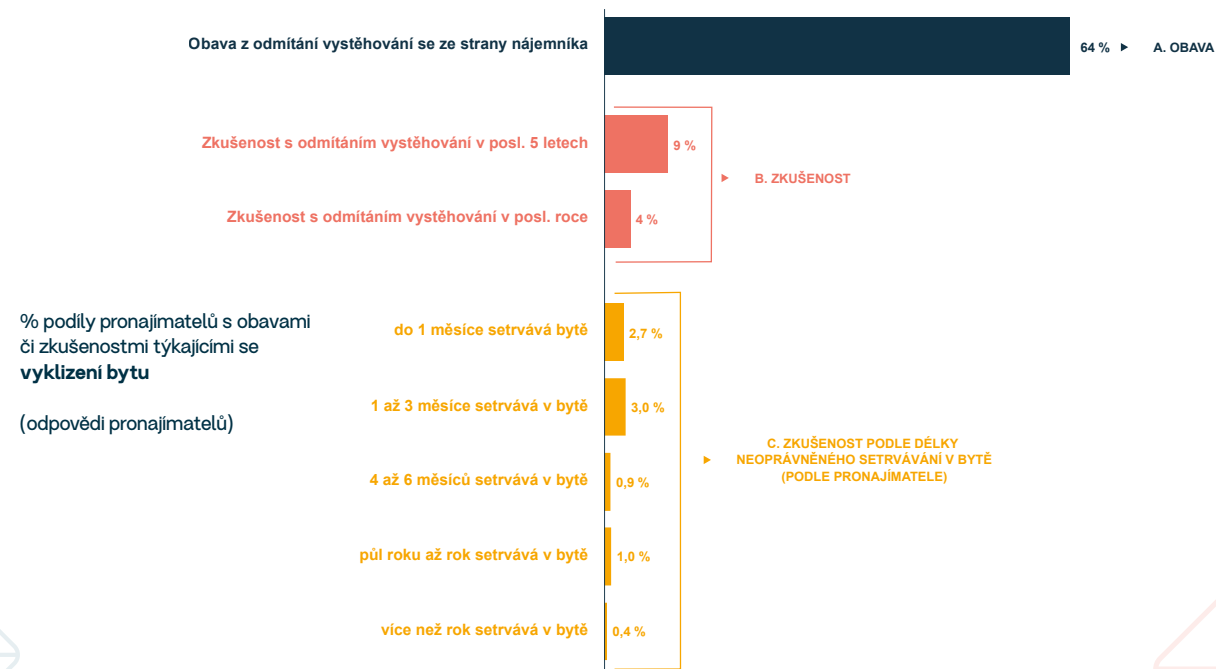 Obava z odmítání vystěhování se ze strany nájemníka
64 %
A. OBAVA
Zkušenost s odmítáním vystěhování v posl. 5 letech
9 %
Zkušenost s odmítáním vystěhování v posl. roce
4 %
B. ZKUŠENOST
% podíly pronajímatelů s obavami
či zkušenostmi týkajícími se
vyklizení bytu
(odpovědi pronajímatelů)
do 1 měsíce setrvává bytě
2,7 %
1 až 3 měsíce setrvává v bytě
3,0 %
4 až 6 měsíců setrvává v bytě
0,9 %
půl roku až rok setrvává v bytě
1,0 %
více než rok setrvává v bytě
0,4 %
C. ZKUŠENOST PODLE DÉLKY
NEOPRÁVNĚNÉHO SETRVÁVÁNÍ V BYTĚ
(PODLE PRONAJÍMATELE)